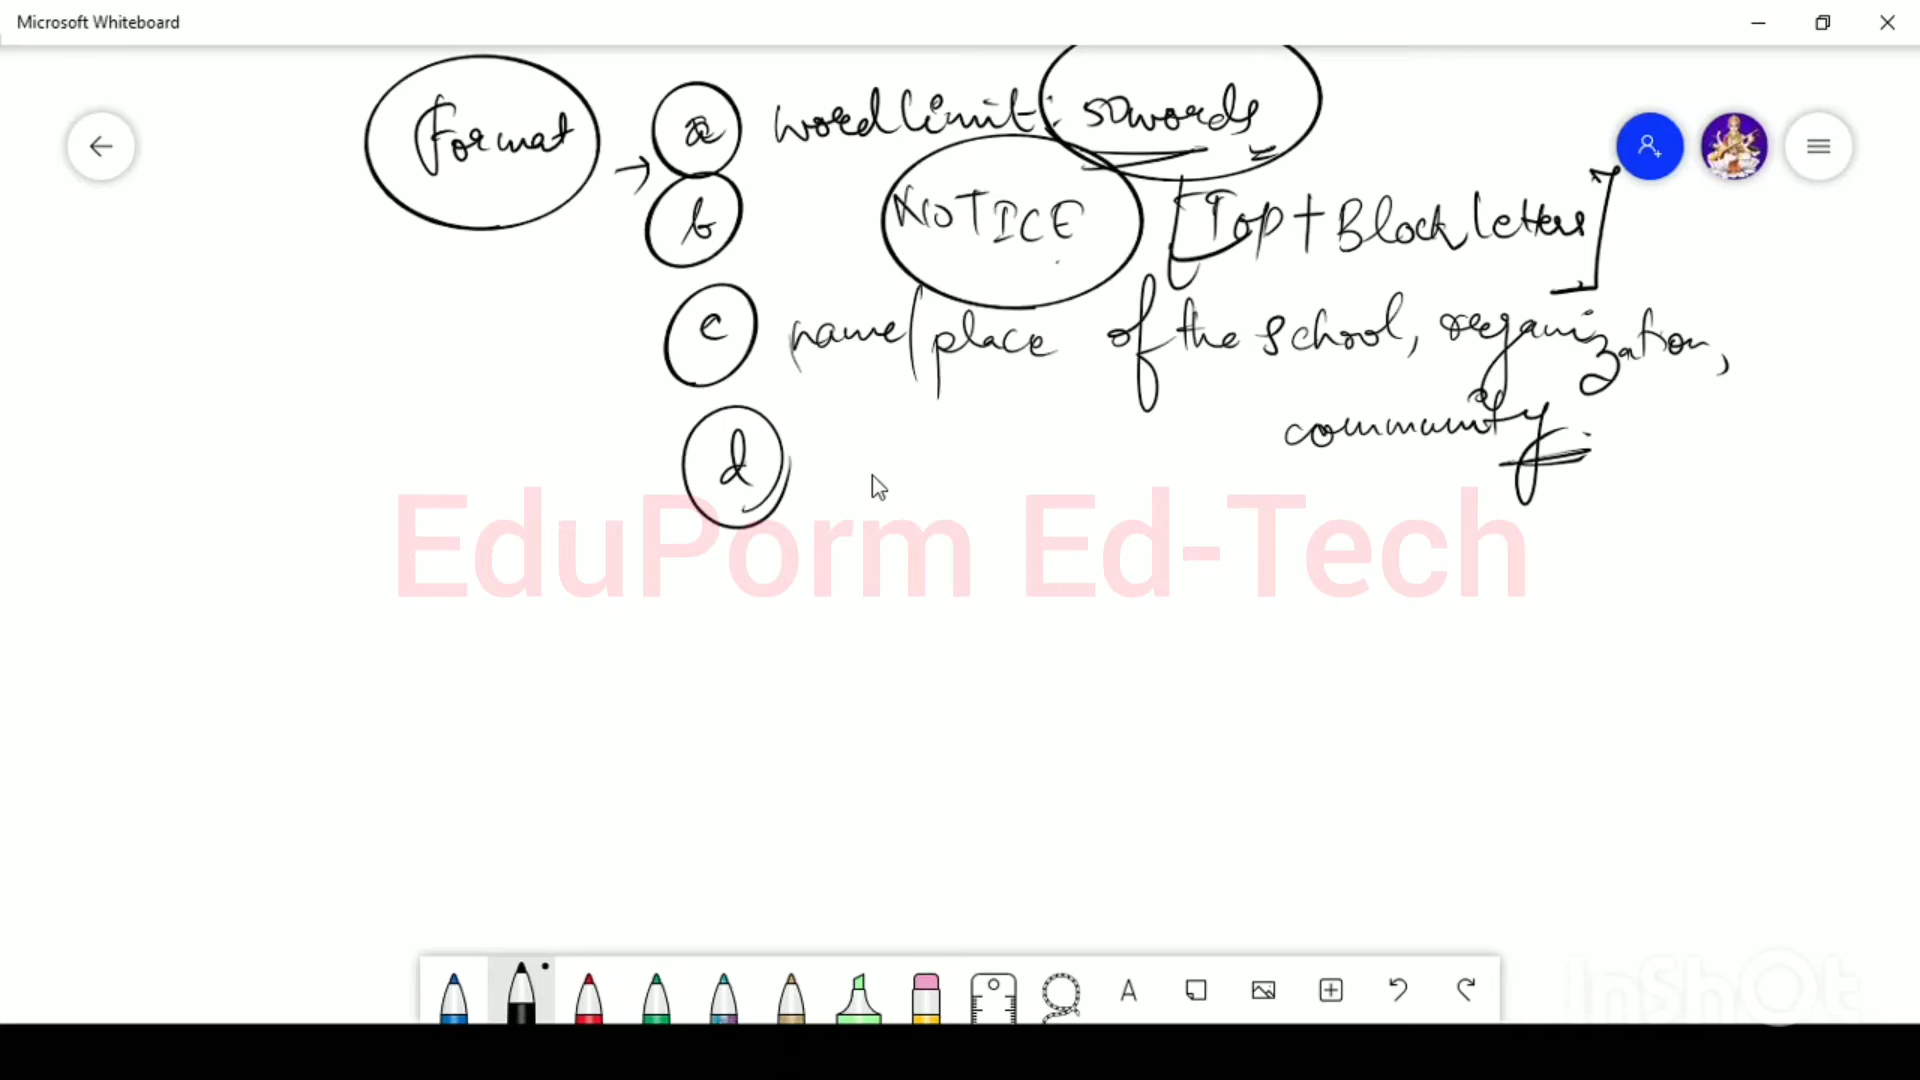 Microsoft Whiteboard
Format → a word limit: 50 words
b NOTICE [Top + Block letters]
c name/place of the school, organization,
community
d
EduPorm Ed-Tech
InShOt